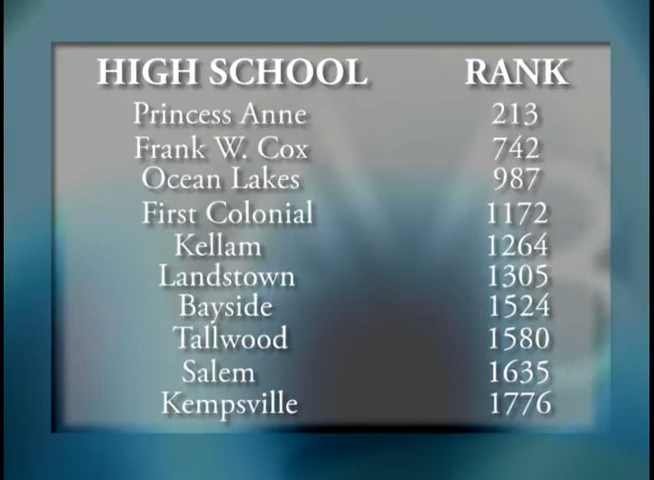 HIGH SCHOOL RANK
Princess Anne 213
Frank W. Cox 742
Ocean Lakes 987
First Colonial 1172
Kellam 1264
Landstown 1305
Bayside 1524
Tallwood 1580
Salem 1635
Kempsville 1776